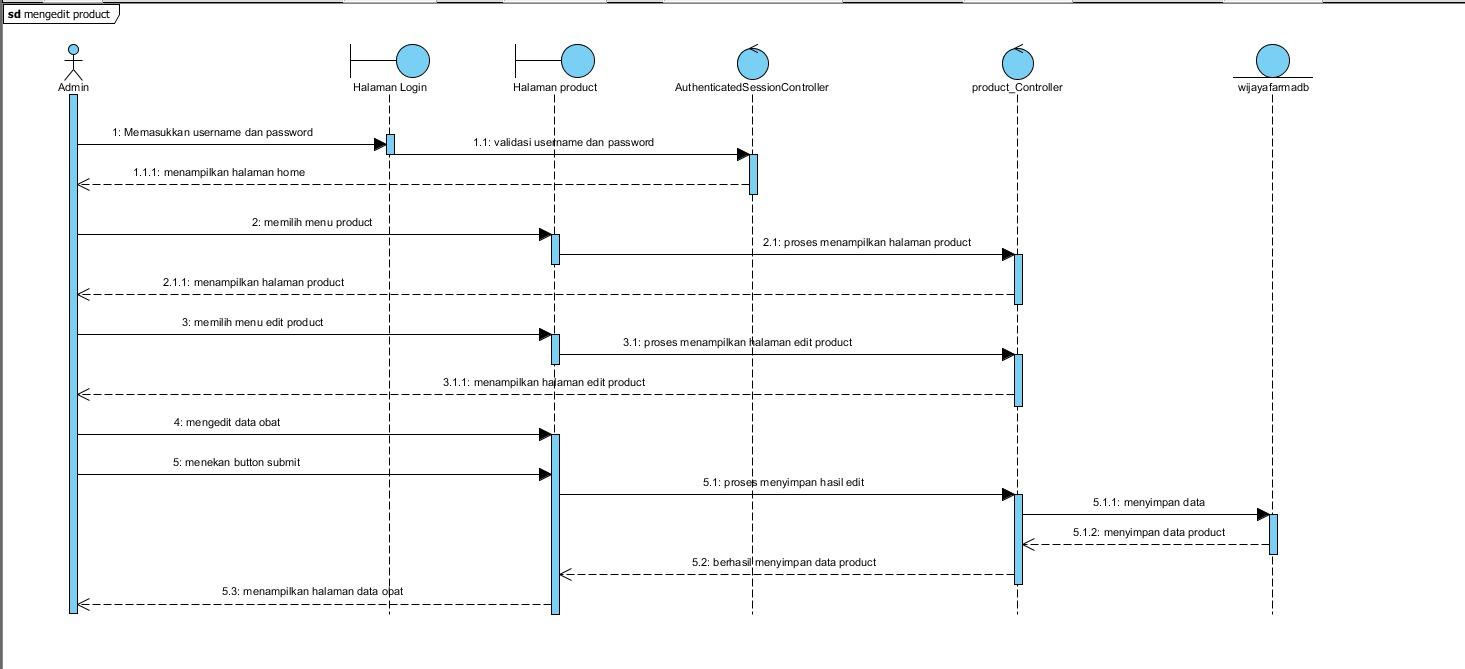 sd mengedit product
Admin
Halaman Login
Halaman product
AuthenticatedSessionController
product_Controller
wijayafarmadb
1: Memasukkan username dan password
1.1: validasi username dan password
1.1.1: menampilkan halaman home
2: memilih menu product
2.1: proses menampilkan halaman product
2.1.1: menampilkan halaman product
3: memilih menu edit product
3.1: proses menampilkan halaman edit product
3.1.1: menampilkan halaman edit product
4: mengedit data obat
5: menekan button submit
5.1: proses menyimpan hasil edit
5.1.1: menyimpan data
5.1.2: menyimpan data product
5.2: berhasil menyimpan data product
5.3: menampilkan halaman data obat